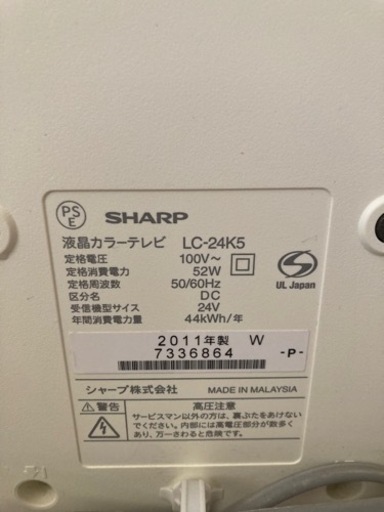 PS
E
SHARP
液晶カラーテレビ LC-24K5
定格電圧 100V～
定格消費電力 52W
定格周波数 50/60Hz
区分名 DC
受信機型サイズ 24V
年間消費電力量 44kWh/年
S
UL Japan
2011年製 W
7336864
-P-
シャープ株式会社 MADE IN MALAYSIA
警告 高圧注意
サービスマン以外の方は、裏ぶたをあけない
でください。内部には高電圧部分が数多く
あり、万一さわると危険です。